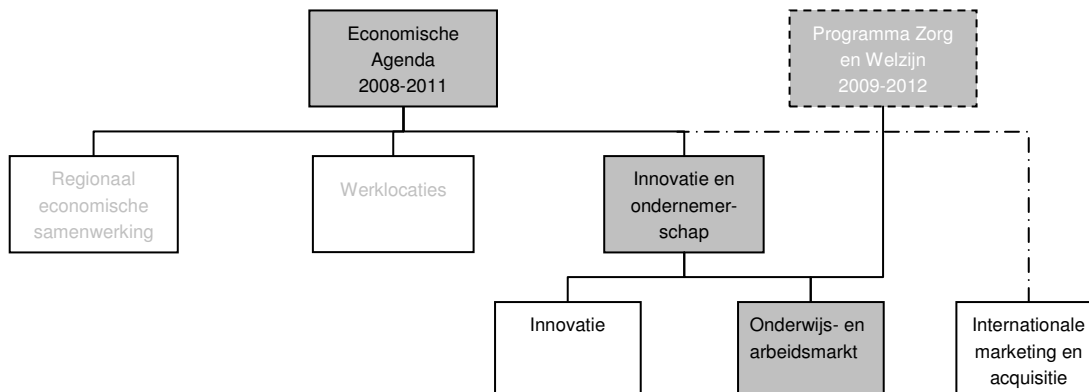 Economische
Agenda
2008-2011
Programma Zorg
en Welzijn
2009-2012
Regionaal
economische
samenwerking
Werklocaties
Innovatie en
ondernemer-
schap
Innovatie
Onderwijs- en
arbeidsmarkt
Internationale
marketing en
acquisitie